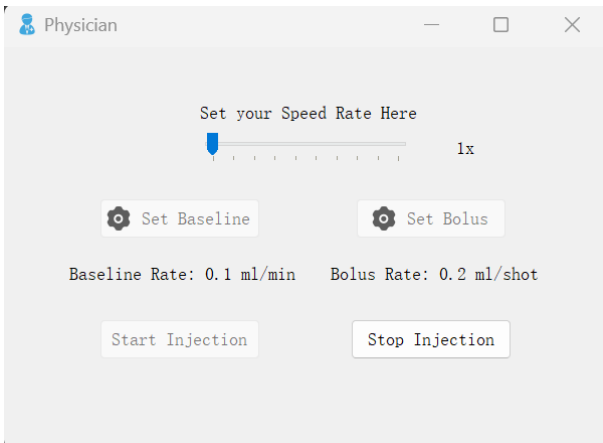 Physician
Set your Speed Rate Here
1x
Set Baseline
Set Bolus
Baseline Rate: 0.1 ml/min
Bolus Rate: 0.2 ml/shot
Start Injection
Stop Injection